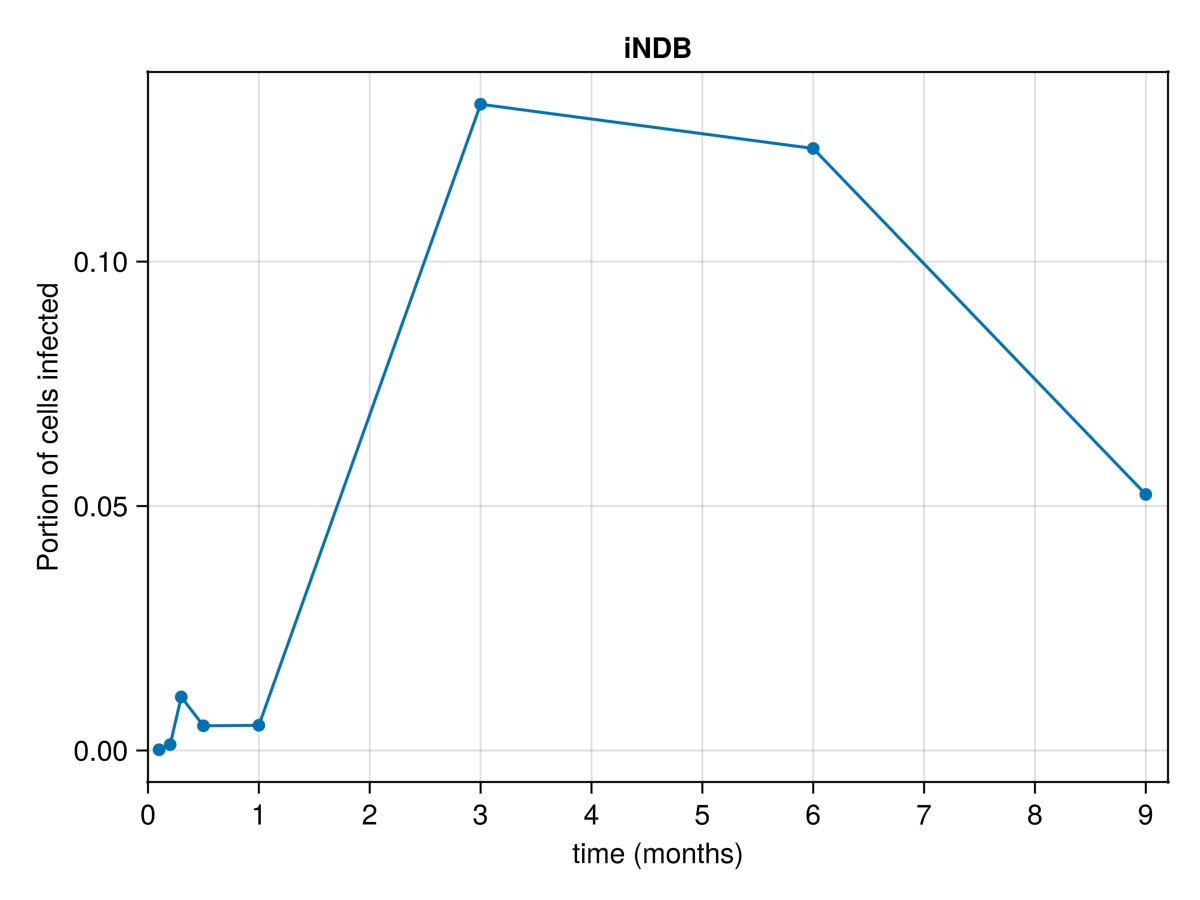 iNDB
Portion of cells infected
0.10
0.05
0.00
0 1 2 3 4 5 6 7 8 9
time (months)